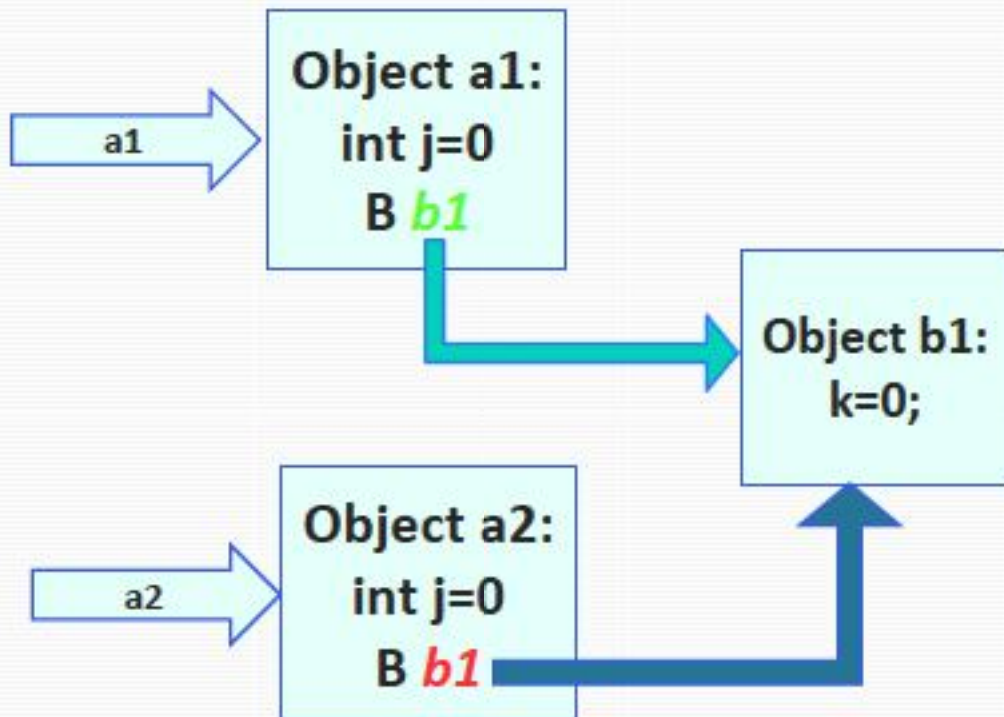 a1
Object a1:
int j=0
B b1
Object b1:
k=0;
a2
Object a2:
int j=0
B b1